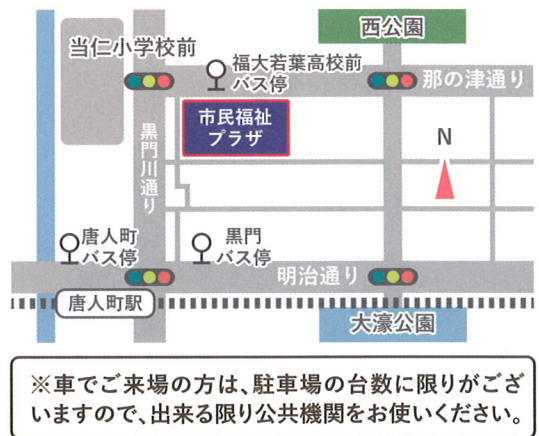 西公園
当仁小学校前
福大若葉高校前
バス停
那の津通り
市民福祉
プラザ
黒門川通り
N
唐人町
バス停
黒門
バス停
明治通り
唐人町駅
大濠公園
※車でご来場の方は、駐車場の台数に限りがござ
いますので、出来る限り公共機関をお使いください。